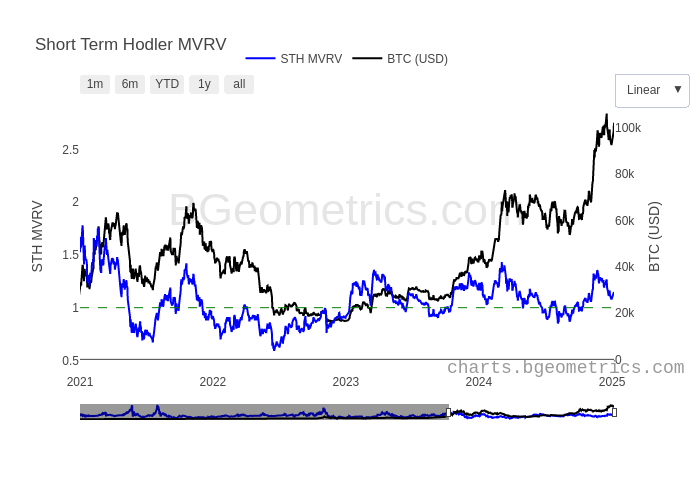 Short Term Hodler MVRV
STH MVRV BTC (USD)
1m 6m YTD 1y all
Linear ▼
BGeometrics.com
STH MVRV
2.5
2
1.5
1
0.5
100k
80k
60k
40k
20k
0
BTC (USD)
charts.bgeometrics.com
2021 2022 2023 2024 2025